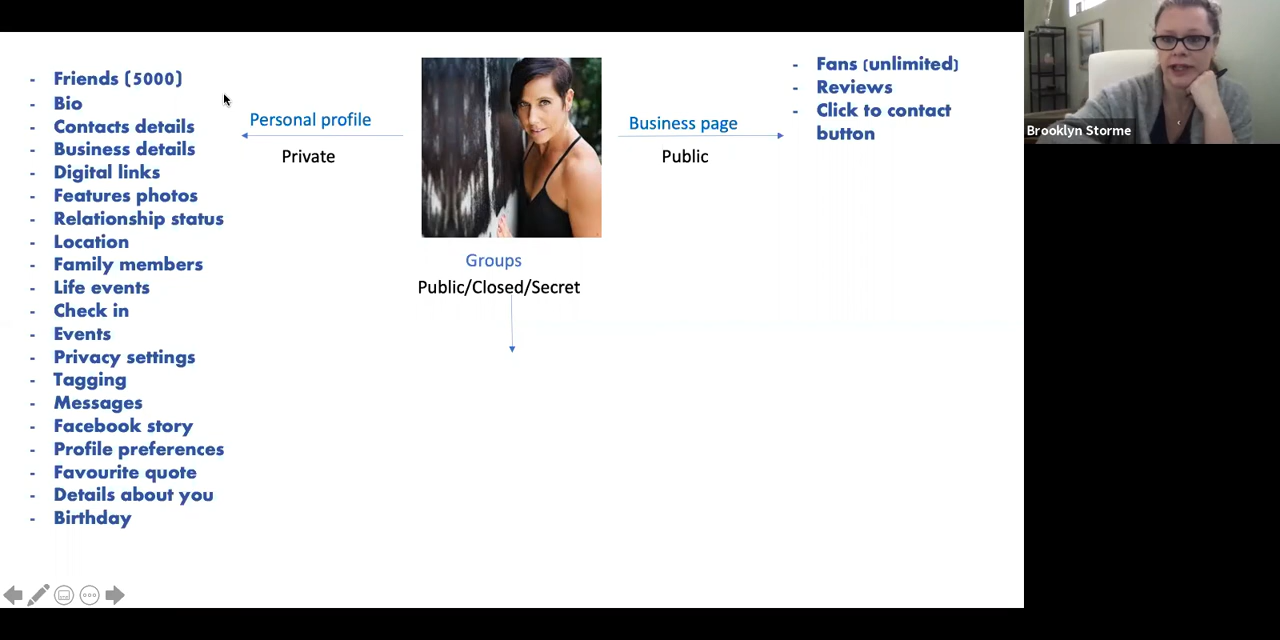 - Friends (5000)
- Bio
- Contacts details
- Business details
- Digital links
- Features photos
- Relationship status
- Location
- Family members
- Life events
- Check in
- Events
- Privacy settings
- Tagging
- Messages
- Facebook story
- Profile preferences
- Favourite quote
- Details about you
- Birthday
Personal profile
Private
Groups
Public/Closed/Secret
Business page
Public
- Fans (unlimited)
- Reviews
- Click to contact
button
Brooklyn Storme